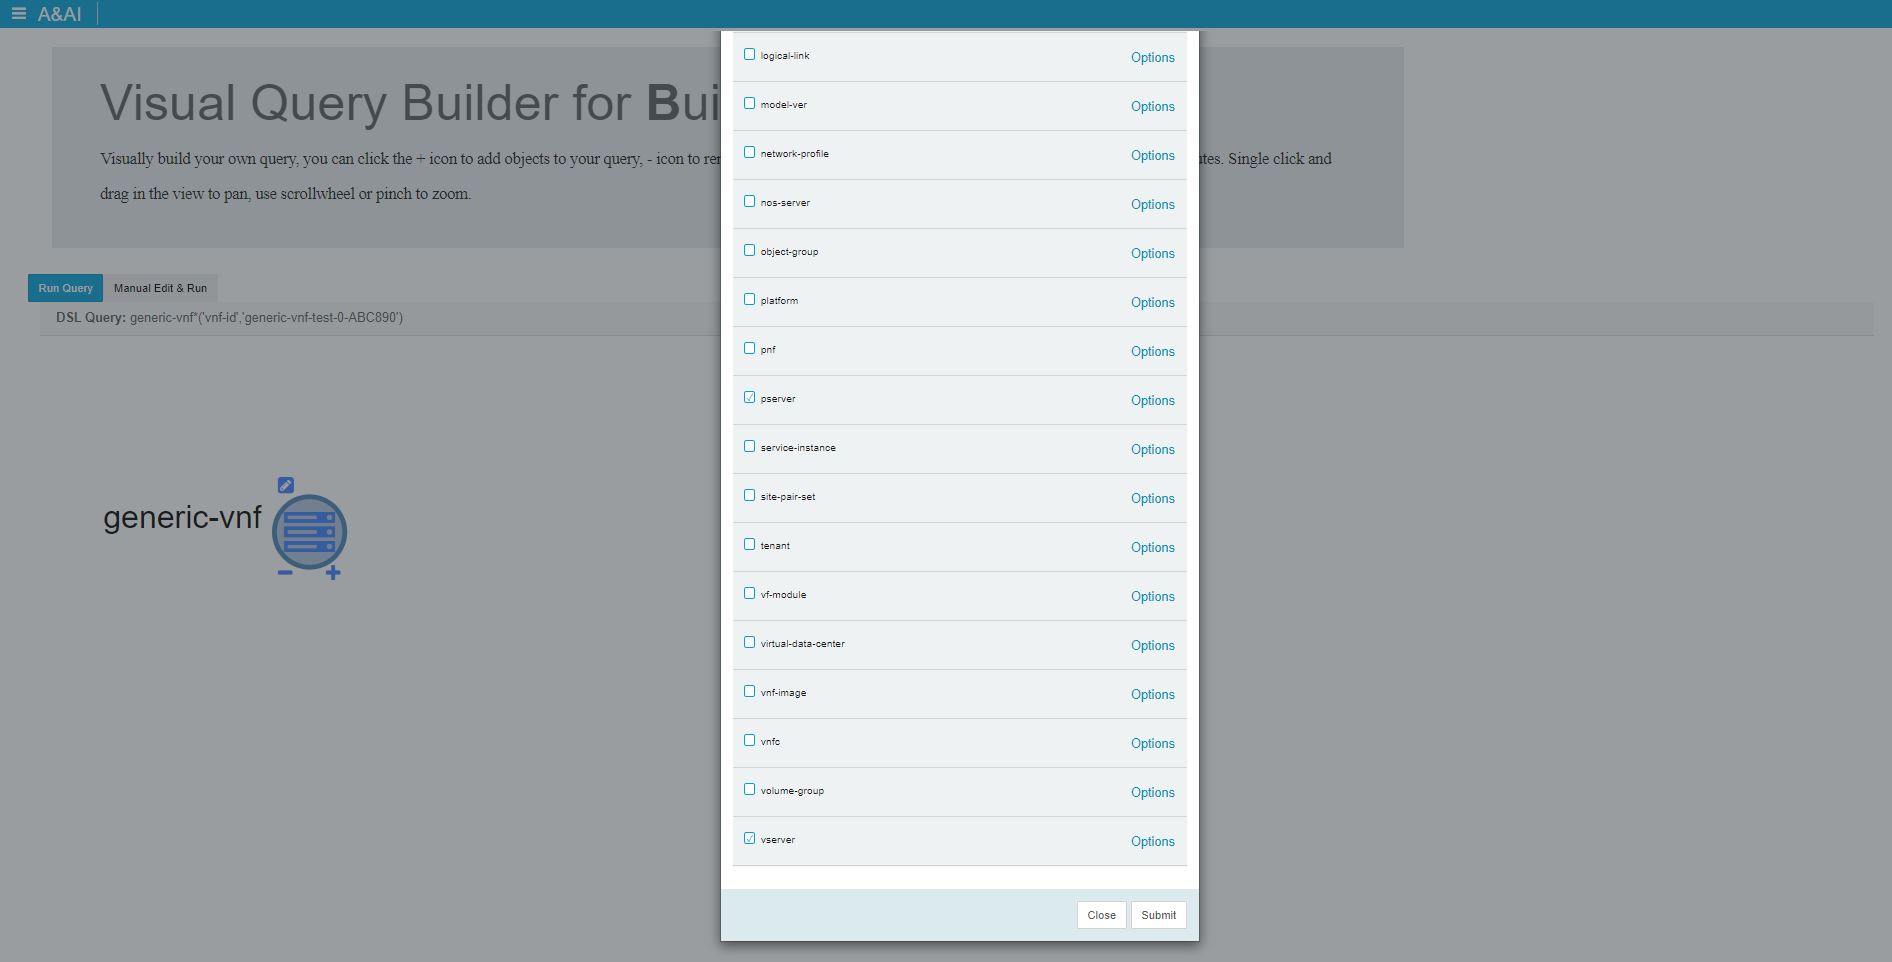 A&AI
Visual Query Builder for Bui
Visually build your own query, you can click the + icon to add objects to your query, - icon to rer
ites. Single click and
drag in the view to pan, use scrollwheel or pinch to zoom.
Run Query
Manual Edit & Run
DSL Query: generic-vnf*('vnf-id','generic-vnf-test-0-ABC890')
generic-vnf
logical-link Options
model-ver Options
network-profile Options
nos-server Options
object-group Options
platform Options
pnf Options
pserver Options
service-instance Options
site-pair-set Options
tenant Options
vf-module Options
virtual-data-center Options
vnf-image Options
vnfc Options
volume-group Options
vserver Options
Close Submit